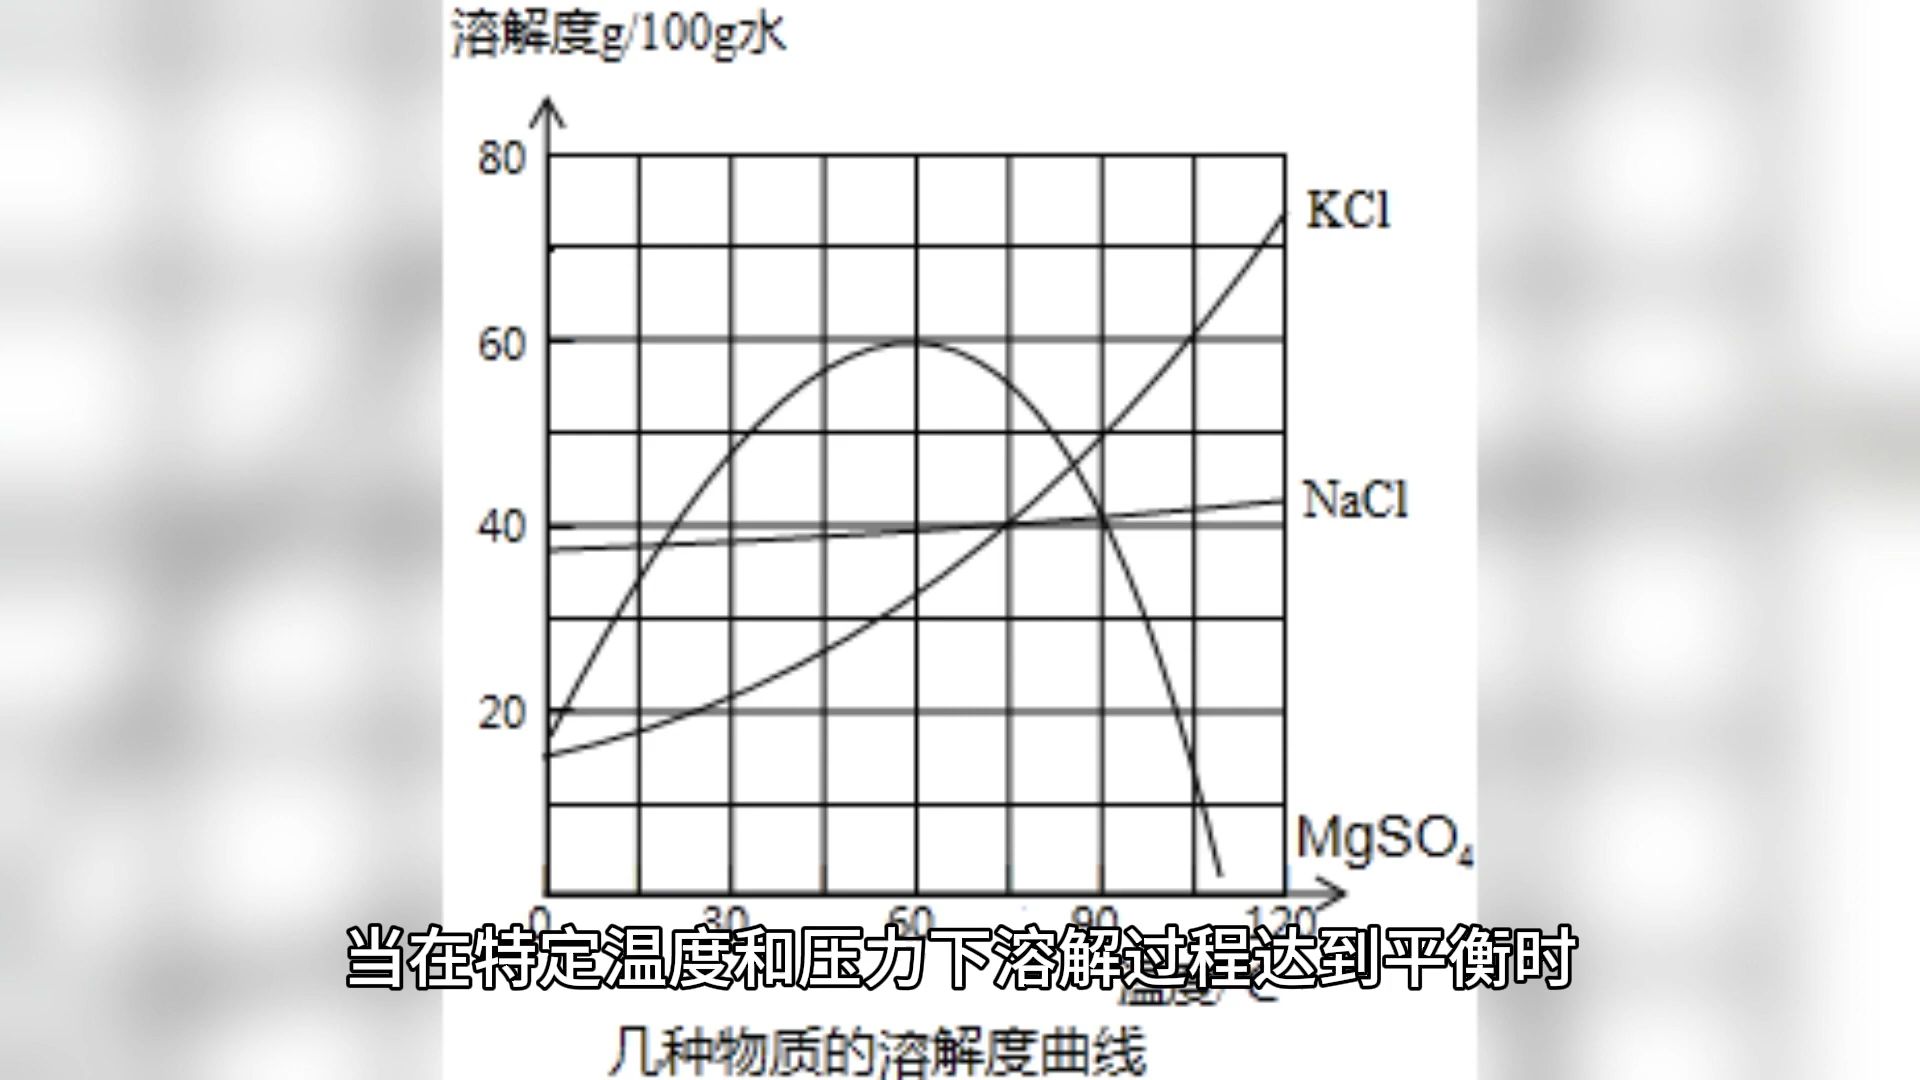 溶解度g/100g水
80
KCl
60
NaCl
40
20
MgSO₄
0 30 60 90 120
当在特定温度和压力下溶解过程达到平衡时
温度/℃
几种物质的溶解度曲线